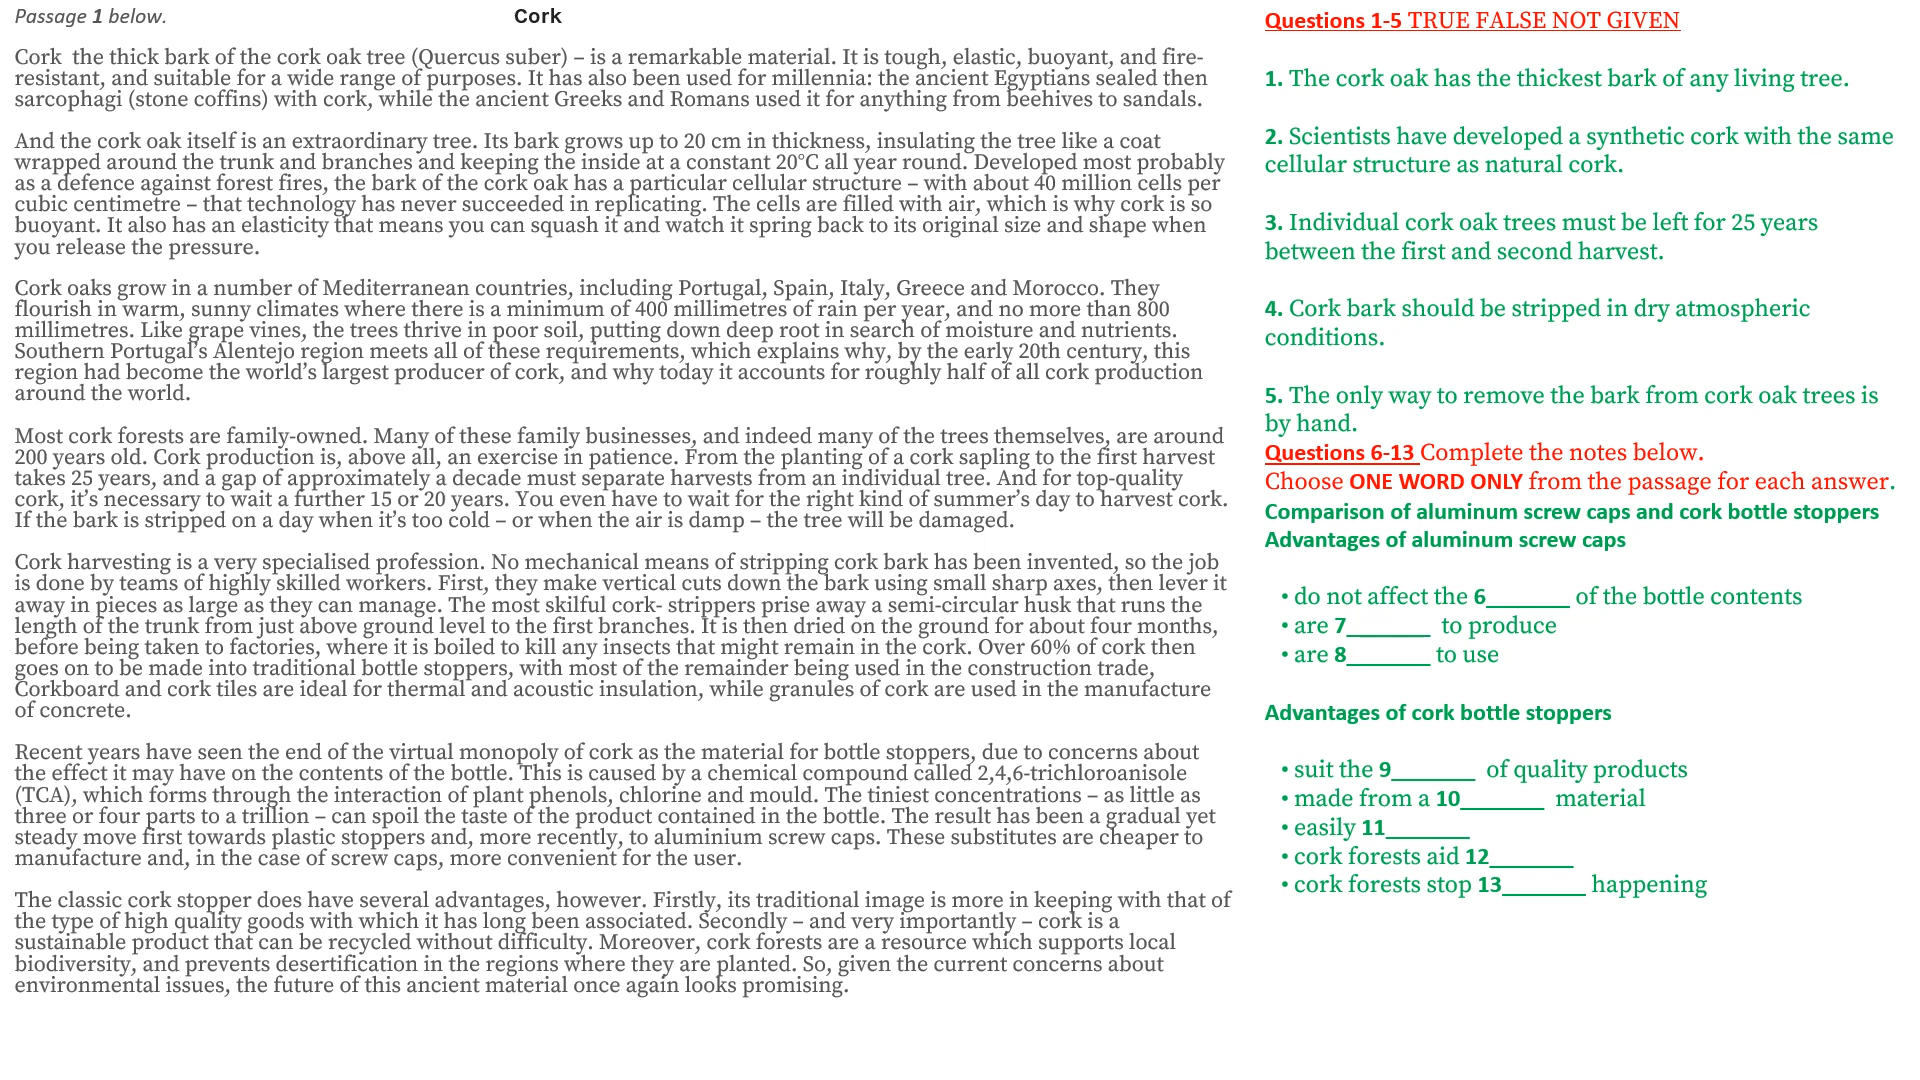 Passage 1 below.
Cork
Cork the thick bark of the cork oak tree (Quercus suber) – is a remarkable material. It is tough, elastic, buoyant, and fire-
resistant, and suitable for a wide range of purposes. It has also been used for millennia: the ancient Egyptians sealed then
sarcophagi (stone coffins) with cork, while the ancient Greeks and Romans used it for anything from beehives to sandals.
And the cork oak itself is an extraordinary tree. Its bark grows up to 20 cm in thickness, insulating the tree like a coat
wrapped around the trunk and branches and keeping the inside at a constant 20°C all year round. Developed most probably
as a defence against forest fires, the bark of the cork oak has a particular cellular structure – with about 40 million cells per
cubic centimetre – that technology has never succeeded in replicating. The cells are filled with air, which is why cork is so
buoyant. It also has an elasticity that means you can squash it and watch it spring back to its original size and shape when
you release the pressure.
Cork oaks grow in a number of Mediterranean countries, including Portugal, Spain, Italy, Greece and Morocco. They
flourish in warm, sunny climates where there is a minimum of 400 millimetres of rain per year, and no more than 800
millimetres. Like grape vines, the trees thrive in poor soil, putting down deep root in search of moisture and nutrients.
Southern Portugal's Alentejo region meets all of these requirements, which explains why, by the early 20th century, this
region had become the world's largest producer of cork, and why today it accounts for roughly half of all cork production
around the world.
Most cork forests are family-owned. Many of these family businesses, and indeed many of the trees themselves, are around
200 years old. Cork production is, above all, an exercise in patience. From the planting of a cork sapling to the first harvest
takes 25 years, and a gap of approximately a decade must separate harvests from an individual tree. And for top-quality
cork, it's necessary to wait a further 15 or 20 years. You even have to wait for the right kind of summer's day to harvest cork.
If the bark is stripped on a day when it's too cold – or when the air is damp – the tree will be damaged.
Cork harvesting is a very specialised profession. No mechanical means of stripping cork bark has been invented, so the job
is done by teams of highly skilled workers. First, they make vertical cuts down the bark using small sharp axes, then lever it
away in pieces as large as they can manage. The most skilful cork- strippers prise away a semi-circular husk that runs the
length of the trunk from just above ground level to the first branches. It is then dried on the ground for about four months,
before being taken to factories, where it is boiled to kill any insects that might remain in the cork. Over 60% of cork then
goes on to be made into traditional bottle stoppers, with most of the remainder being used in the construction trade,
Corkboard and cork tiles are ideal for thermal and acoustic insulation, while granules of cork are used in the manufacture
of concrete.
Recent years have seen the end of the virtual monopoly of cork as the material for bottle stoppers, due to concerns about
the effect it may have on the contents of the bottle. This is caused by a chemical compound called 2,4,6-trichloroanisole
(TCA), which forms through the interaction of plant phenols, chlorine and mould. The tiniest concentrations – as little as
three or four parts to a trillion – can spoil the taste of the product contained in the bottle. The result has been a gradual yet
steady move first towards plastic stoppers and, more recently, to aluminium screw caps. These substitutes are cheaper to
manufacture and, in the case of screw caps, more convenient for the user.
The classic cork stopper does have several advantages, however. Firstly, its traditional image is more in keeping with that of
the type of high quality goods with which it has long been associated. Secondly – and very importantly – cork is a
sustainable product that can be recycled without difficulty. Moreover, cork forests are a resource which supports local
biodiversity, and prevents desertification in the regions where they are planted. So, given the current concerns about
environmental issues, the future of this ancient material once again looks promising.
Questions 1-5 TRUE FALSE NOT GIVEN
1. The cork oak has the thickest bark of any living tree.
2. Scientists have developed a synthetic cork with the same
cellular structure as natural cork.
3. Individual cork oak trees must be left for 25 years
between the first and second harvest.
4. Cork bark should be stripped in dry atmospheric
conditions.
5. The only way to remove the bark from cork oak trees is
by hand.
Questions 6-13 Complete the notes below.
Choose ONE WORD ONLY from the passage for each answer.
Comparison of aluminum screw caps and cork bottle stoppers
Advantages of aluminum screw caps
• do not affect the 6_______ of the bottle contents
• are 7_______ to produce
• are 8_______ to use
Advantages of cork bottle stoppers
• suit the 9_______ of quality products
• made from a 10_______ material
• easily 11_______
• cork forests aid 12_______
• cork forests stop 13_______ happening